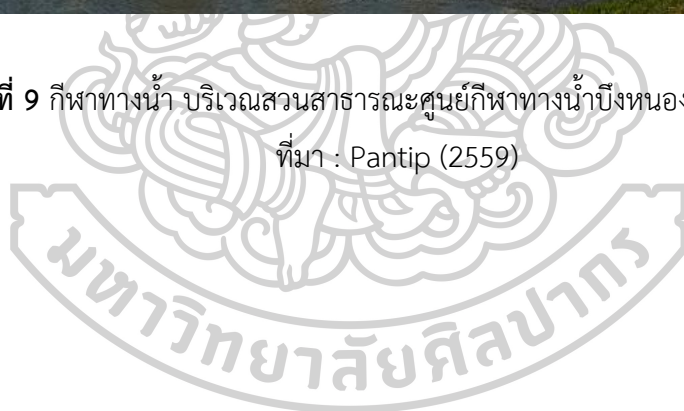 ที่ 9 กีฬาทางน้ำ บริเวณสวนสาธารณะศูนย์กีฬาทางน้ำบึงหนอง
ที่มา : Pantip (2559)
มหาวิทยาลัยศิลปากร